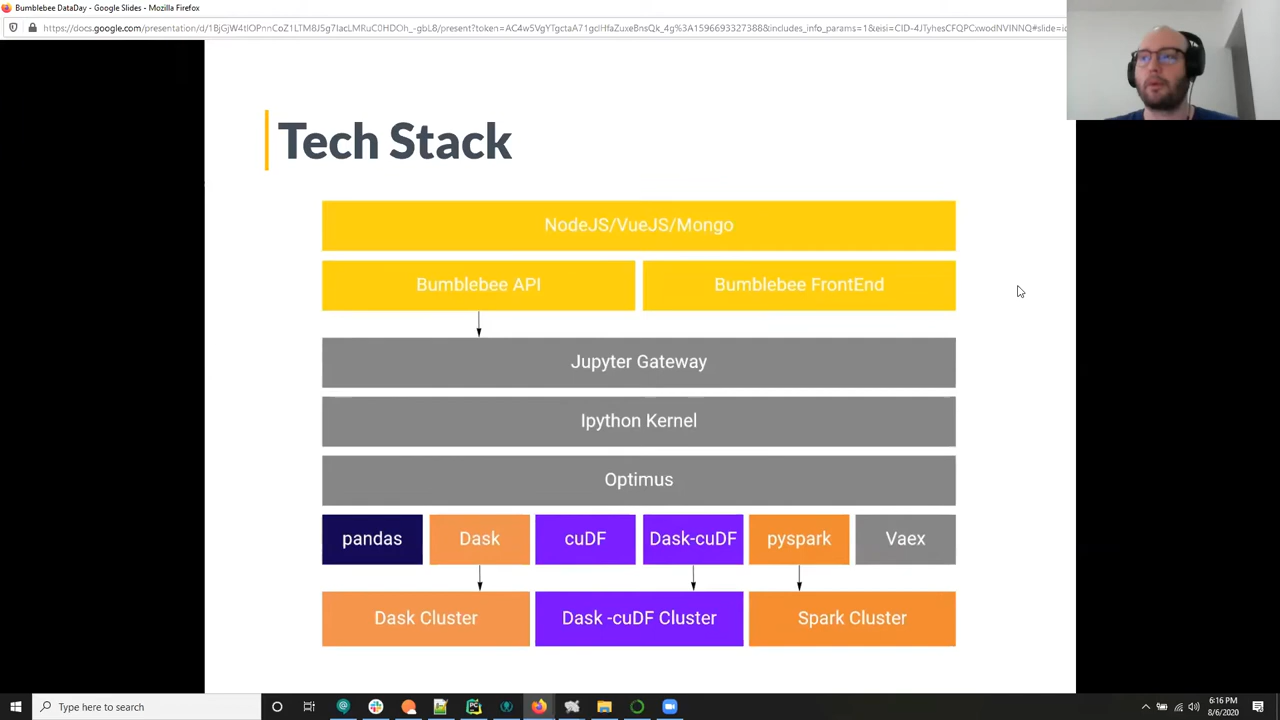 Bumblebee DataDay - Google Slides - Mozilla Firefox
Tech Stack
NodeJS/VueJS/Mongo
Bumblebee API
Bumblebee FrontEnd
Jupyter Gateway
Ipython Kernel
Optimus
pandas
Dask
cuDF
Dask-cuDF
pyspark
Vaex
Dask Cluster
Dask -cuDF Cluster
Spark Cluster
Type here to search
6:16 PM
8/6/2020